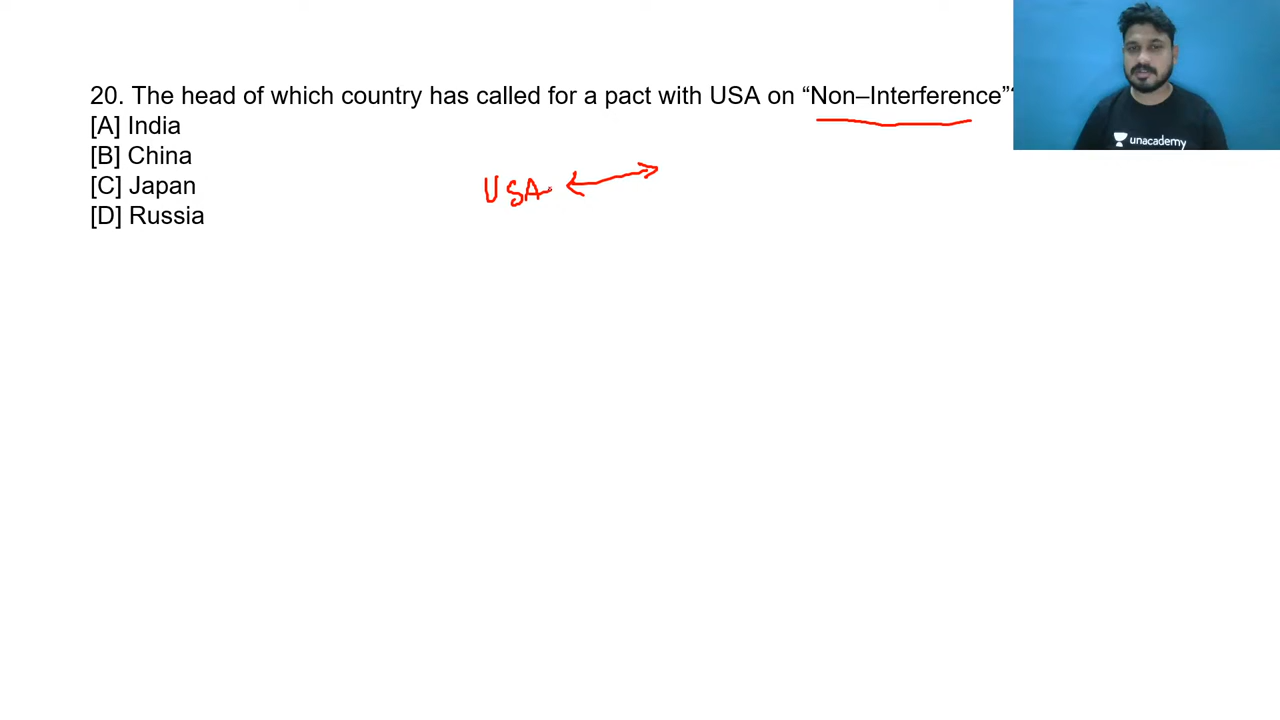 20. The head of which country has called for a pact with USA on “Non–Interference”?
[A] India
[B] China
[C] Japan
[D] Russia
USA
unacademy